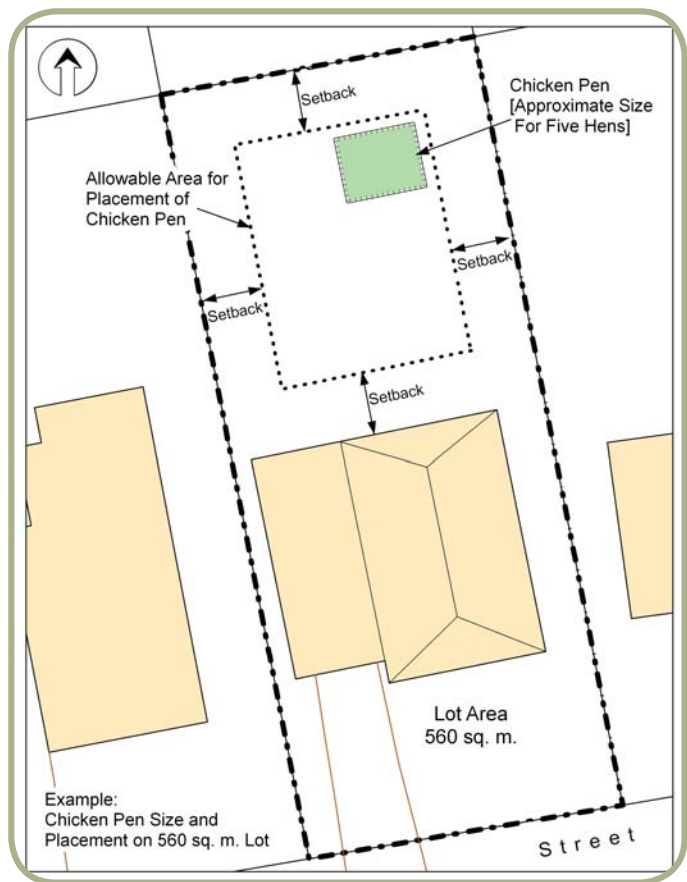 Setback
Chicken Pen
[Approximate Size
For Five Hens]
Allowable Area for
Placement of
Chicken Pen
Setback
Setback
Setback
Lot Area
560 sq. m.
Example:
Chicken Pen Size and
Placement on 560 sq. m. Lot
Street